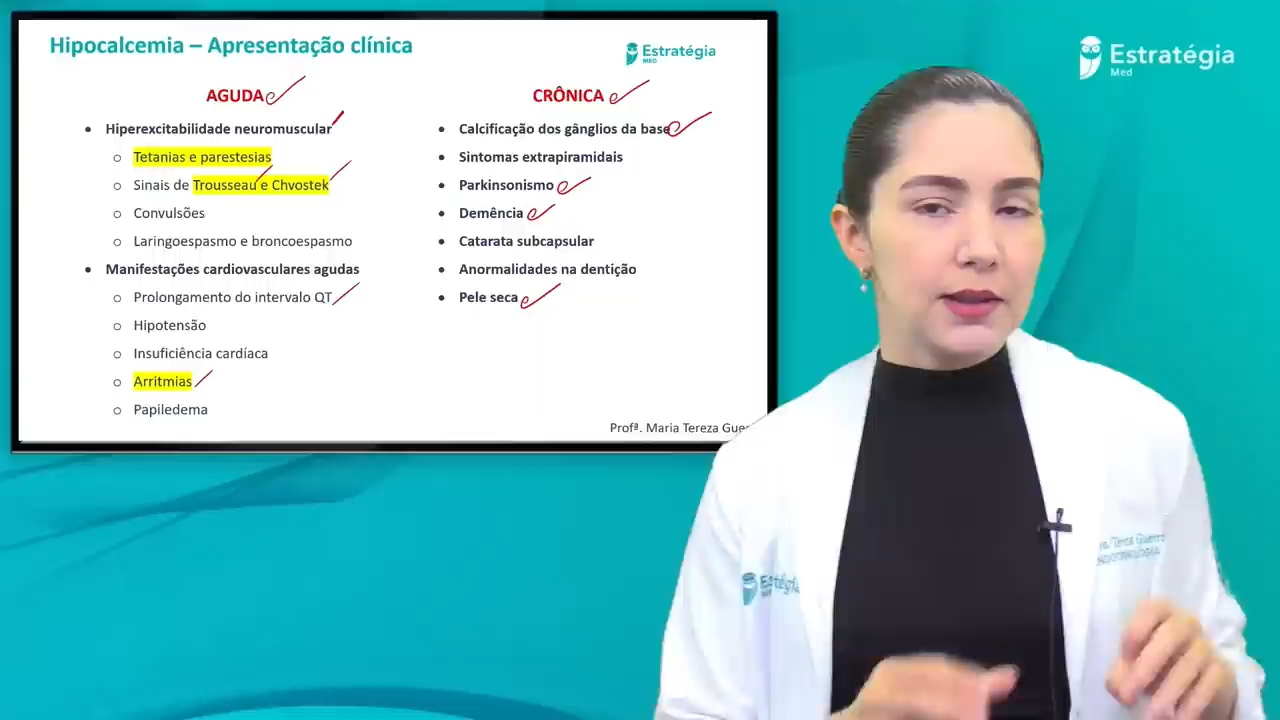 Hipocalcemia – Apresentação clínica
Estratégia
MED
AGUDA
Hiperexcitabilidade neuromuscular
Tetanias e parestesias
Sinais de Trousseau e Chvostek
Convulsões
Laringoespasmo e broncoespasmo
Manifestações cardiovasculares agudas
Prolongamento do intervalo QT
Hipotensão
Insuficiência cardíaca
Arritmias
Papiledema
CRÔNICA
Calcificação dos gânglios da base
Sintomas extrapiramidais
Parkinsonismo
Demência
Catarata subcapsular
Anormalidades na dentição
Pele seca
Profª. Maria Tereza
Estratégia
Med